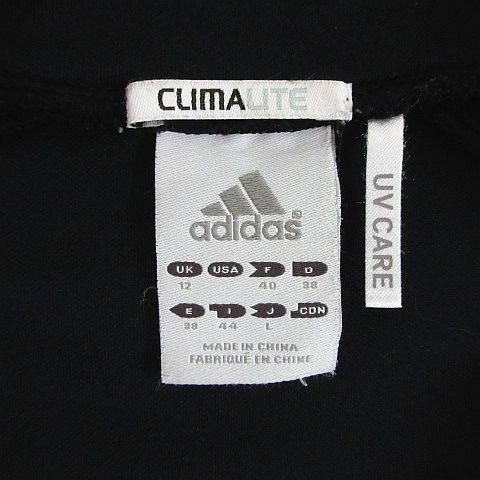 CLIMALITE
adidas®
UK USA F D
12 40 38
E I J CDN
38 44 L
MADE IN CHINA
FABRIQUÉ EN CHINE
UV CARE